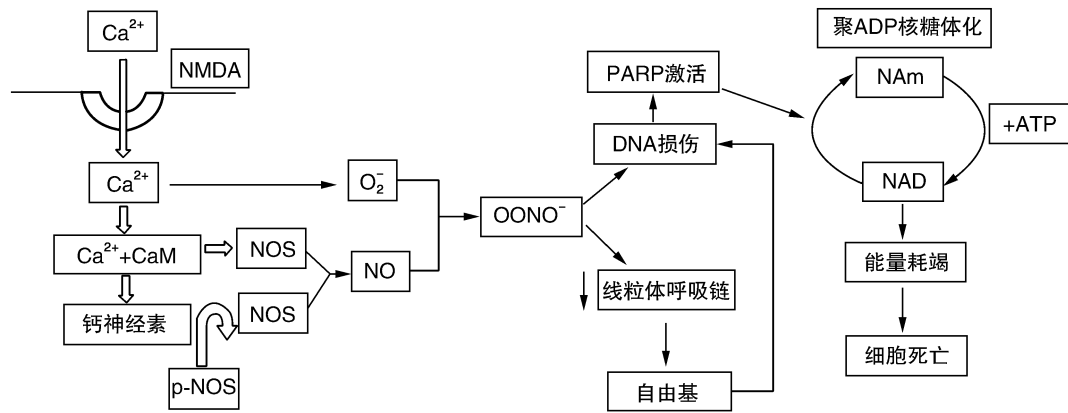 Ca²⁺
NMDA
Ca²⁺
Ca²⁺+CaM
钙神经素
NOS
NOS
p-NOS
O₂⁻
NO
OONO⁻
PARP激活
DNA损伤
线粒体呼吸链
自由基
聚ADP核糖体化
NAm
+ATP
NAD
能量耗竭
细胞死亡